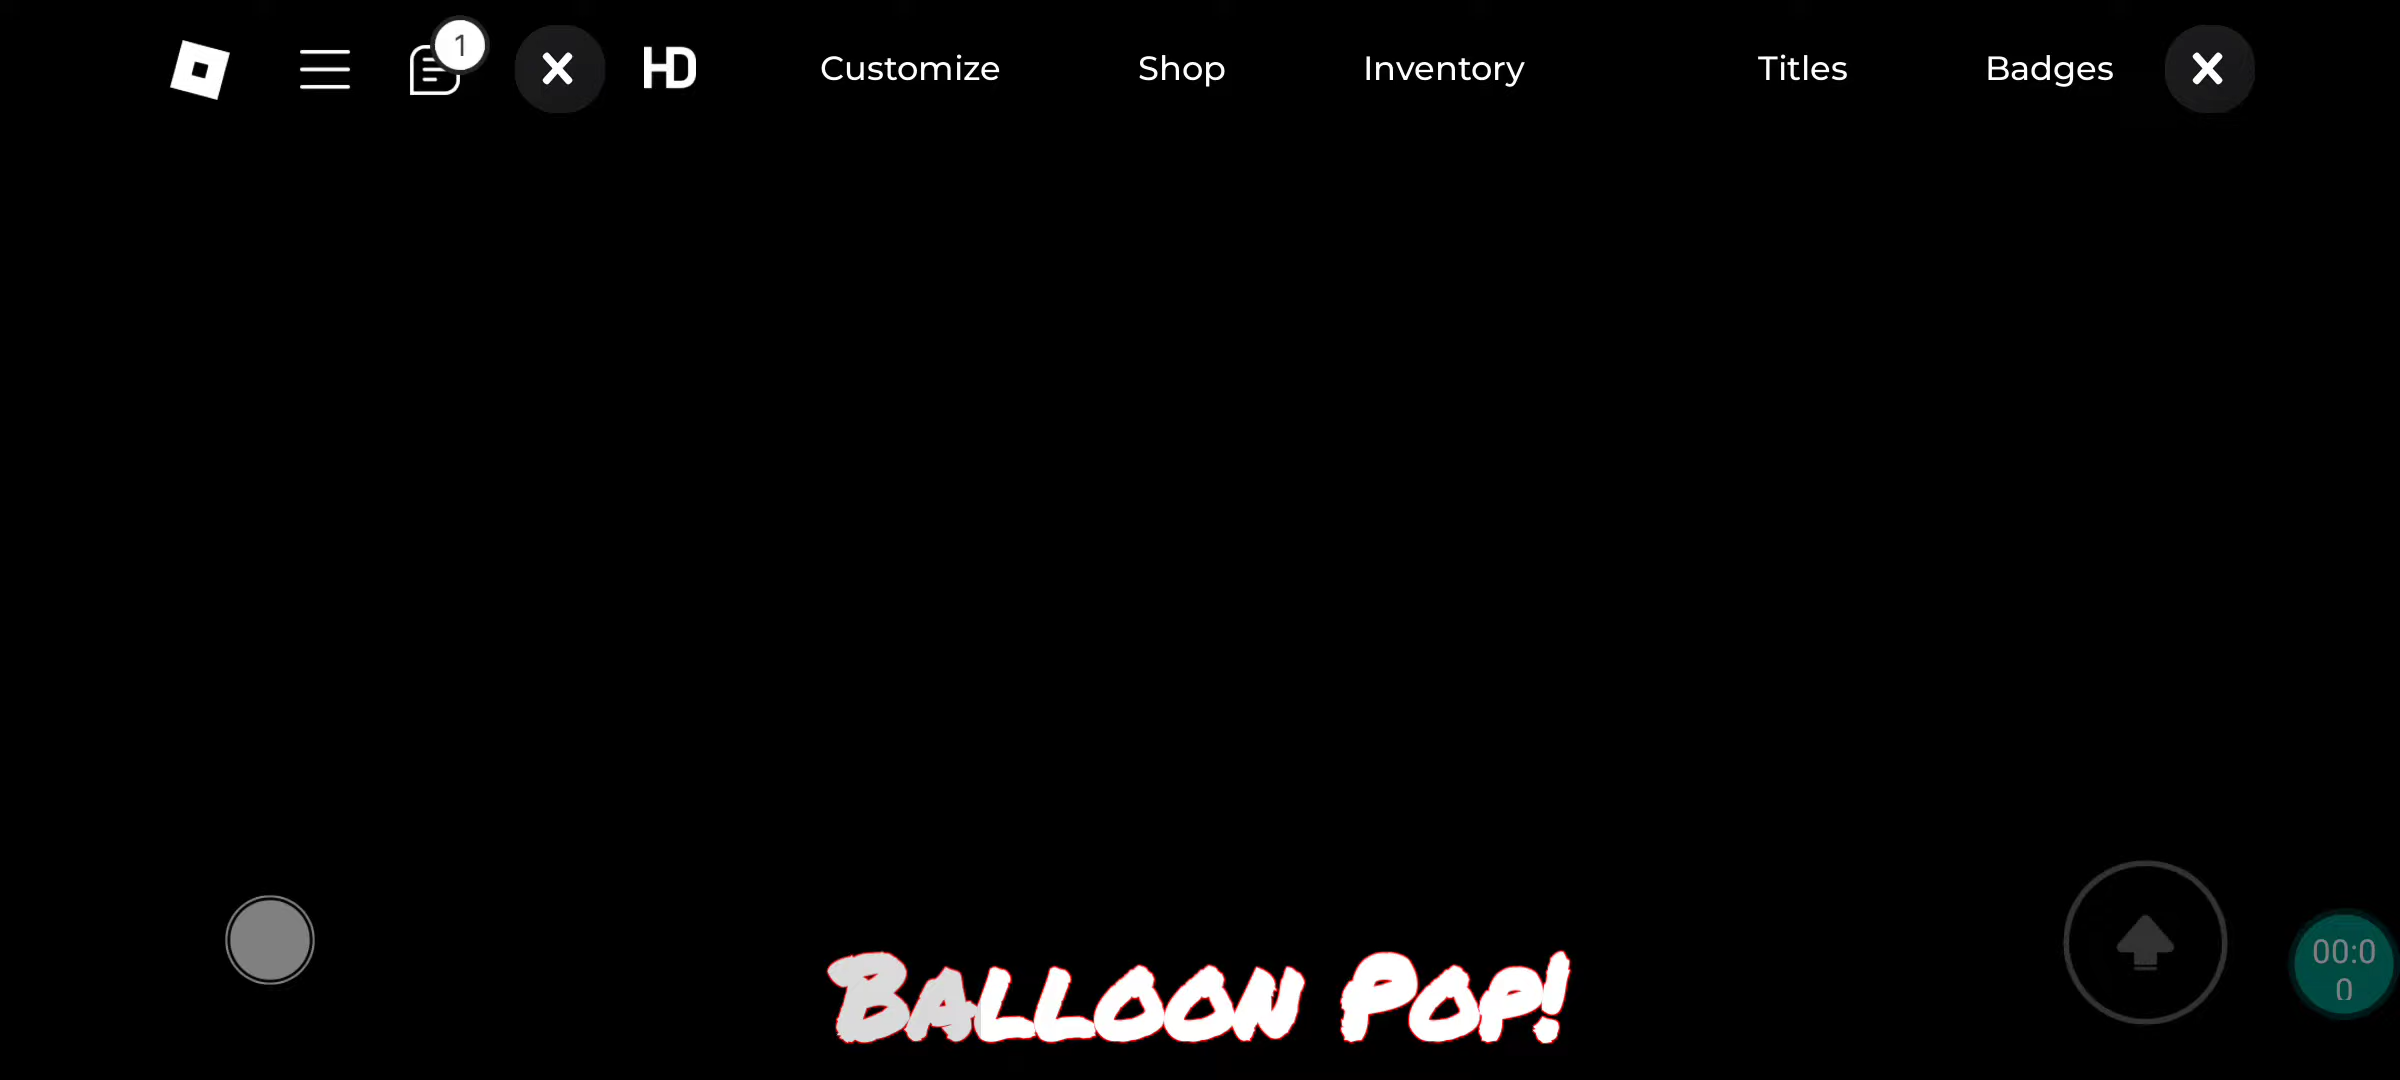 1
HD
Customize
Shop
Inventory
Titles
Badges
Balloon Pop!
00:0
0